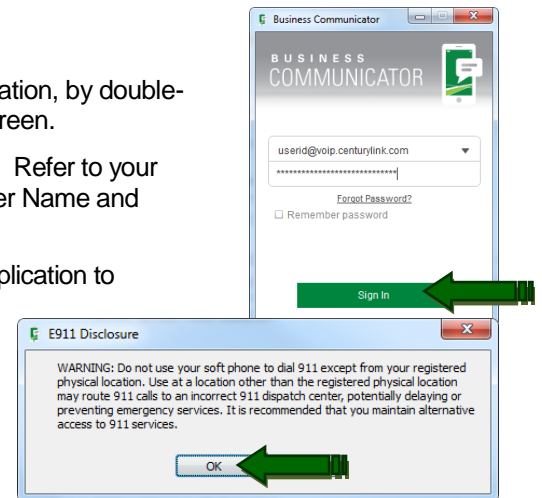 ation, by double-
reen.
Refer to your
er Name and
plication to
Business Communicator
BUSINESS
COMMUNICATOR
userid@voip.centurylink.com
*****************************
Forgot Password?
Remember password
Sign In
E911 Disclosure
WARNING: Do not use your soft phone to dial 911 except from your registered
physical location. Use at a location other than the registered physical location
may route 911 calls to an incorrect 911 dispatch center, potentially delaying or
preventing emergency services. It is recommended that you maintain alternative
access to 911 services.
OK